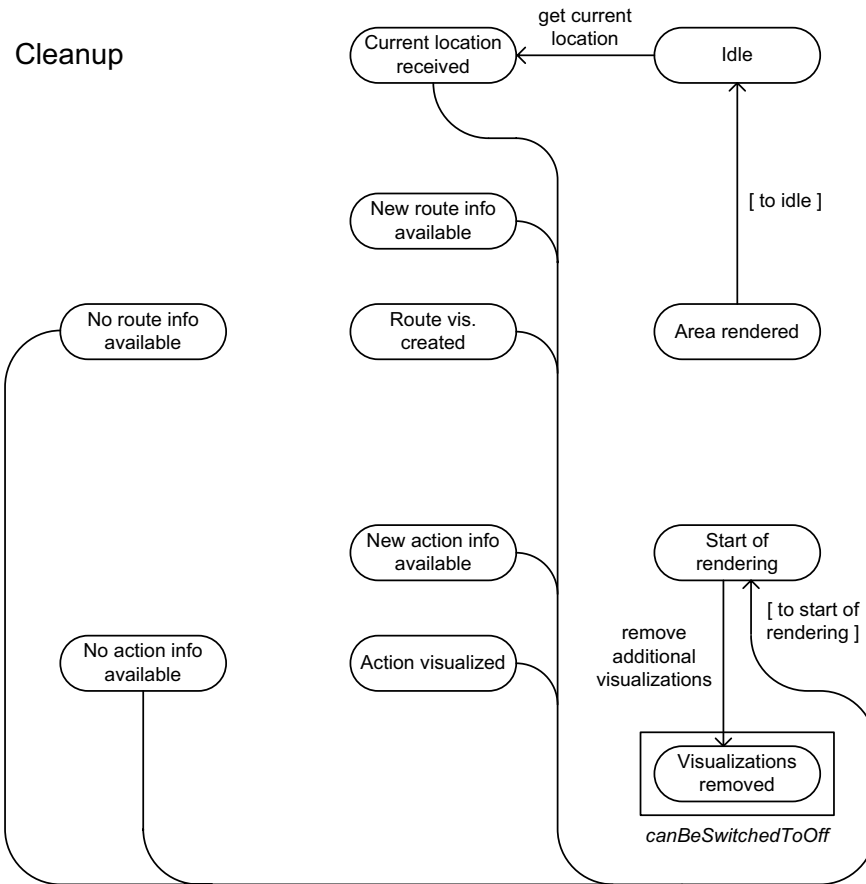 Cleanup
Current location
received
get current
location
Idle
New route info
available
[ to idle ]
No route info
available
Route vis.
created
Area rendered
New action info
available
Start of
rendering
[ to start of
rendering ]
No action info
available
Action visualized
remove
additional
visualizations
Visualizations
removed
canBeSwitchedToOff